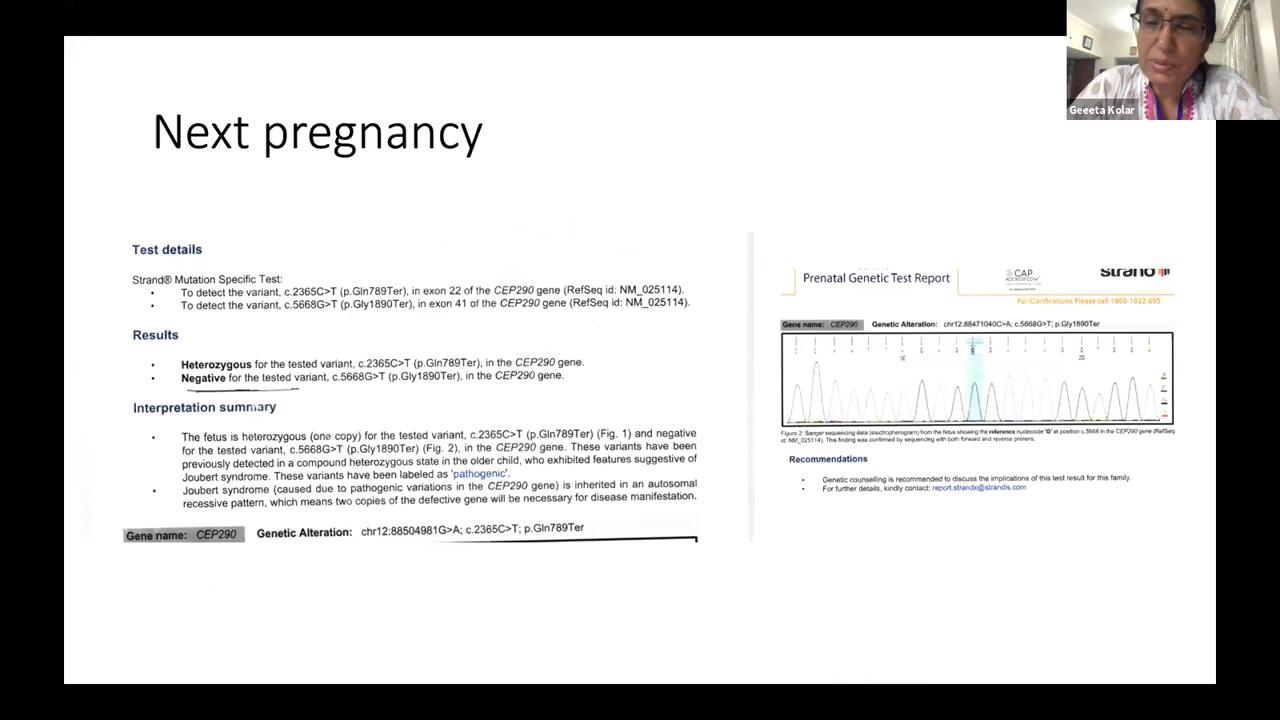 Geeeta Kolar
Next pregnancy
Test details
Strand® Mutation Specific Test:
• To detect the variant, c.2365C>T (p.Gln789Ter), in exon 22 of the CEP290 gene (RefSeq id: NM_025114).
• To detect the variant, c.5668G>T (p.Gly1890Ter), in exon 41 of the CEP290 gene (RefSeq id: NM_025114).
Results
• Heterozygous for the tested variant, c.2365C>T (p.Gln789Ter), in the CEP290 gene.
• Negative for the tested variant, c.5668G>T (p.Gly1890Ter), in the CEP290 gene.
Interpretation summary
• The fetus is heterozygous (one copy) for the tested variant, c.2365C>T (p.Gln789Ter) (Fig. 1) and negative
for the tested variant, c.5668G>T (p.Gly1890Ter) (Fig. 2), in the CEP290 gene. These variants have been
previously detected in a compound heterozygous state in the older child, who exhibited features suggestive of
Joubert syndrome. These variants have been labeled as 'pathogenic'.
• Joubert syndrome (caused due to pathogenic variations in the CEP290 gene) is inherited in an autosomal
recessive pattern, which means two copies of the defective gene will be necessary for disease manifestation.
Gene name: CEP290 Genetic Alteration: chr12:88504981G>A; c.2365C>T; p.Gln789Ter
Prenatal Genetic Test Report
CAP
ACCREDITED
strand
For Clarifications Please call 1800-1022-695
Gene name: CEP290 Genetic Alteration: chr12:88471040C>A; c.5668G>T; p.Gly1890Ter
Figure 2: Sanger sequencing data (electropherogram) from the fetus showing the reference nucleotide 'G' at position c.5668 in the CEP290 gene (RefSeq
id: NM_025114). This finding was confirmed by sequencing with both forward and reverse primers.
Recommendations
• Genetic counselling is recommended to discuss the implications of this test result for this family.
• For further details, kindly contact: report.strandx@strandls.com